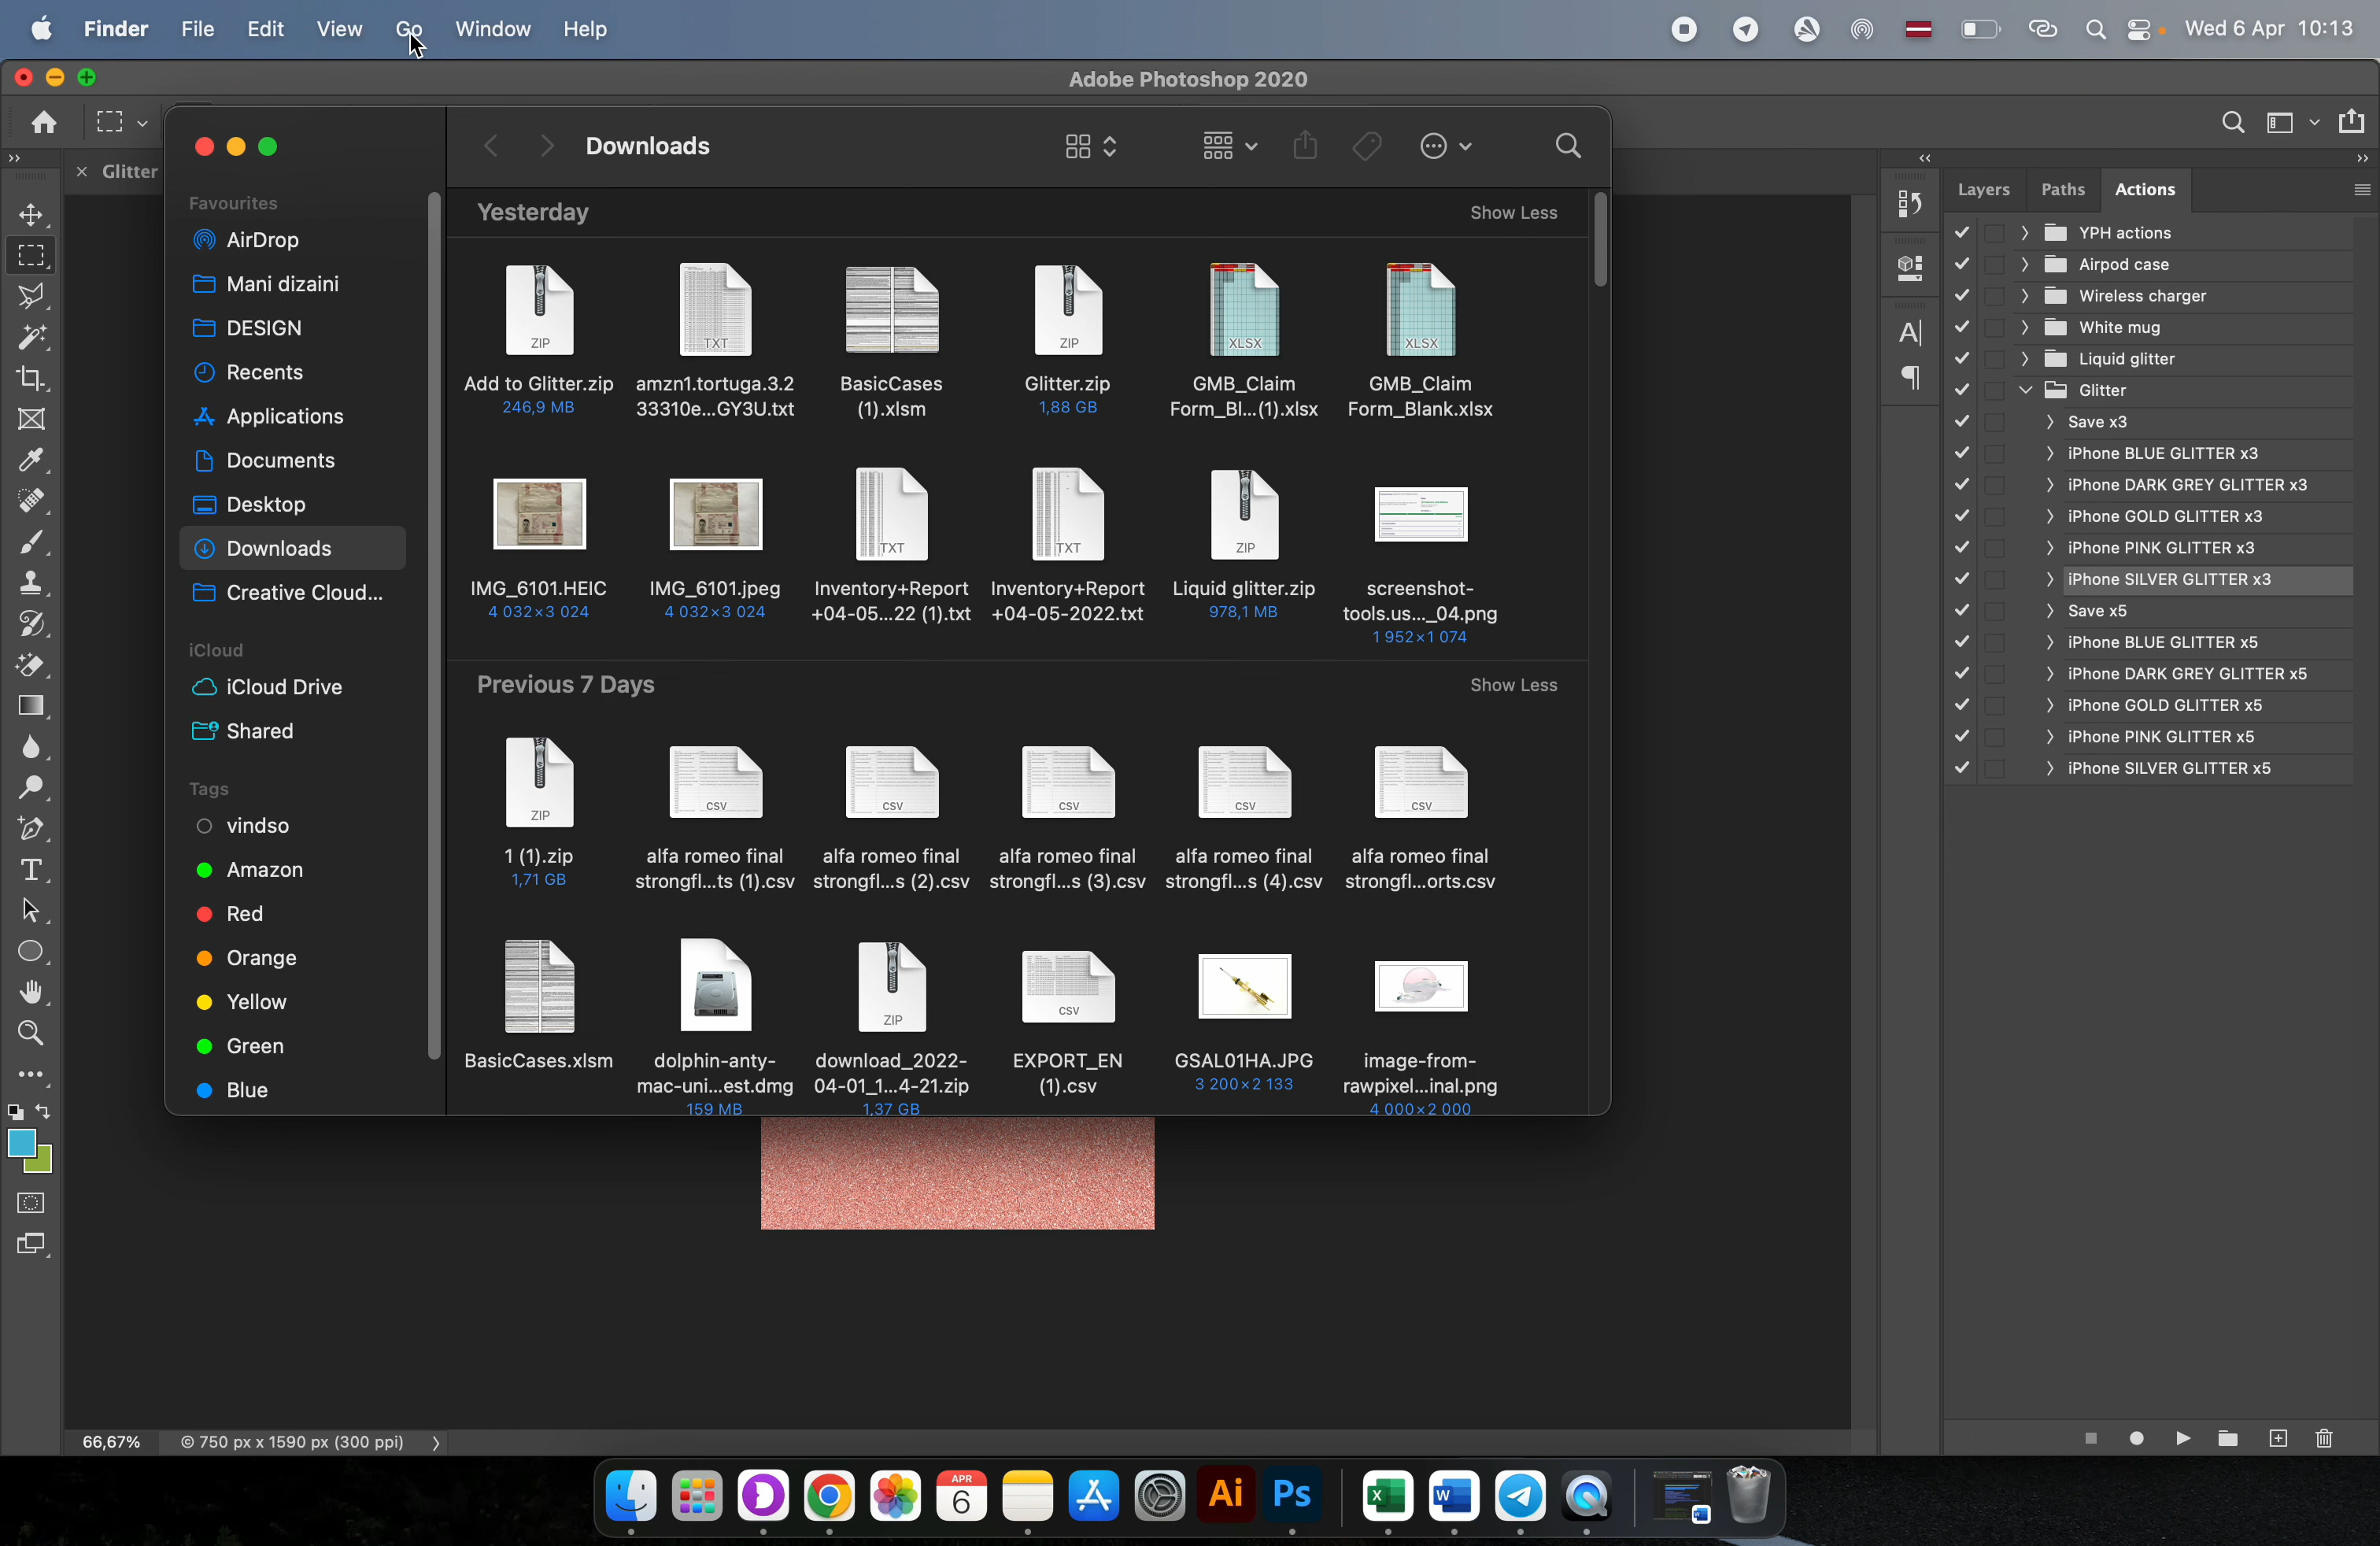 Finder File Edit View Go Window Help Wed 6 Apr 10:13
Adobe Photoshop 2020
Glitter
Downloads
Favourites
AirDrop
Mani dizaini
DESIGN
Recents
Applications
Documents
Desktop
Downloads
Creative Cloud...
iCloud
iCloud Drive
Shared
Tags
vindso
Amazon
Red
Orange
Yellow
Green
Blue
Yesterday Show Less
ZIP TXT ZIP XLSX XLSX
Add to Glitter.zip amzn1.tortuga.3.2 BasicCases Glitter.zip GMB_Claim GMB_Claim
246,9 MB 33310e...GY3U.txt (1).xlsm 1,88 GB Form_Bl...(1).xlsx Form_Blank.xlsx
TXT TXT ZIP
IMG_6101.HEIC IMG_6101.jpeg Inventory+Report Inventory+Report Liquid glitter.zip screenshot-
4 032×3 024 4 032×3 024 +04-05...22 (1).txt +04-05-2022.txt 978,1 MB tools.us..._04.png
1 952×1 074
Previous 7 Days Show Less
ZIP CSV CSV CSV CSV CSV
1 (1).zip alfa romeo final alfa romeo final alfa romeo final alfa romeo final alfa romeo final
1,71 GB strongfl...ts (1).csv strongfl...s (2).csv strongfl...s (3).csv strongfl...s (4).csv strongfl...orts.csv
ZIP CSV
BasicCases.xlsm dolphin-anty- download_2022- EXPORT_EN GSAL01HA.JPG image-from-
mac-uni...est.dmg 04-01_1...4-21.zip (1).csv 3 200×2 133 rawpixel...inal.png
159 MB 1,37 GB 4 000×2 000
Layers Paths Actions
YPH actions
Airpod case
Wireless charger
White mug
Liquid glitter
Glitter
Save x3
iPhone BLUE GLITTER x3
iPhone DARK GREY GLITTER x3
iPhone GOLD GLITTER x3
iPhone PINK GLITTER x3
iPhone SILVER GLITTER x3
Save x5
iPhone BLUE GLITTER x5
iPhone DARK GREY GLITTER x5
iPhone GOLD GLITTER x5
iPhone PINK GLITTER x5
iPhone SILVER GLITTER x5
66,67% © 750 px x 1590 px (300 ppi)
APR
6
Ai Ps X W